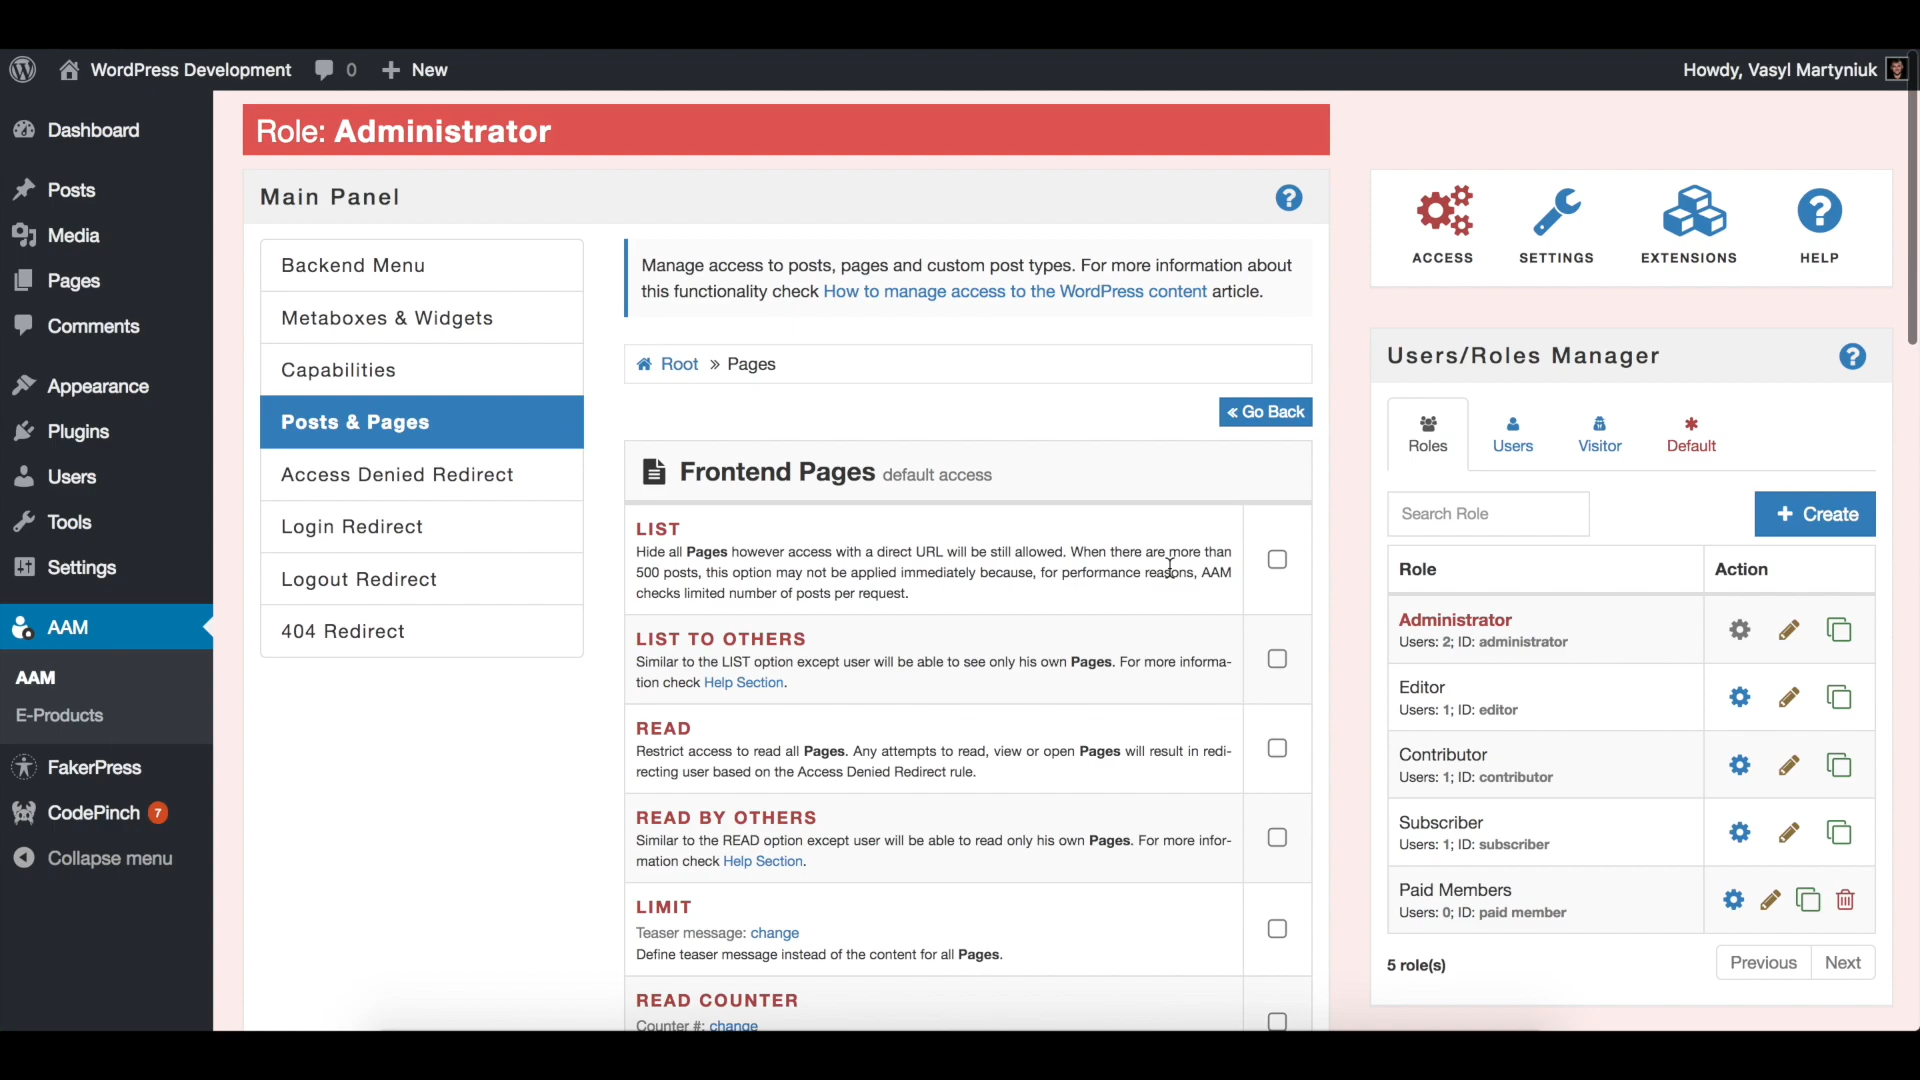 WordPress Development 0 New
Howdy, Vasyl Martyniuk
Dashboard
Posts
Media
Pages
Comments
Appearance
Plugins
Users
Tools
Settings
AAM
AAM
E-Products
FakerPress
CodePinch 7
Collapse menu
Role: Administrator
Main Panel
Backend Menu
Metaboxes & Widgets
Capabilities
Posts & Pages
Access Denied Redirect
Login Redirect
Logout Redirect
404 Redirect
Manage access to posts, pages and custom post types. For more information about
this functionality check How to manage access to the WordPress content article.
Root » Pages
« Go Back
Frontend Pages default access
LIST
Hide all Pages however access with a direct URL will be still allowed. When there are more than
500 posts, this option may not be applied immediately because, for performance reasons, AAM
checks limited number of posts per request.
LIST TO OTHERS
Similar to the LIST option except user will be able to see only his own Pages. For more informa-
tion check Help Section.
READ
Restrict access to read all Pages. Any attempts to read, view or open Pages will result in redi-
recting user based on the Access Denied Redirect rule.
READ BY OTHERS
Similar to the READ option except user will be able to read only his own Pages. For more infor-
mation check Help Section.
LIMIT
Teaser message: change
Define teaser message instead of the content for all Pages.
READ COUNTER
Counter #: change
ACCESS
SETTINGS
EXTENSIONS
HELP
Users/Roles Manager
Roles
Users
Visitor
Default
Search Role
+ Create
Role Action
Administrator
Users: 2; ID: administrator
Editor
Users: 1; ID: editor
Contributor
Users: 1; ID: contributor
Subscriber
Users: 1; ID: subscriber
Paid Members
Users: 0; ID: paid member
5 role(s)
Previous Next